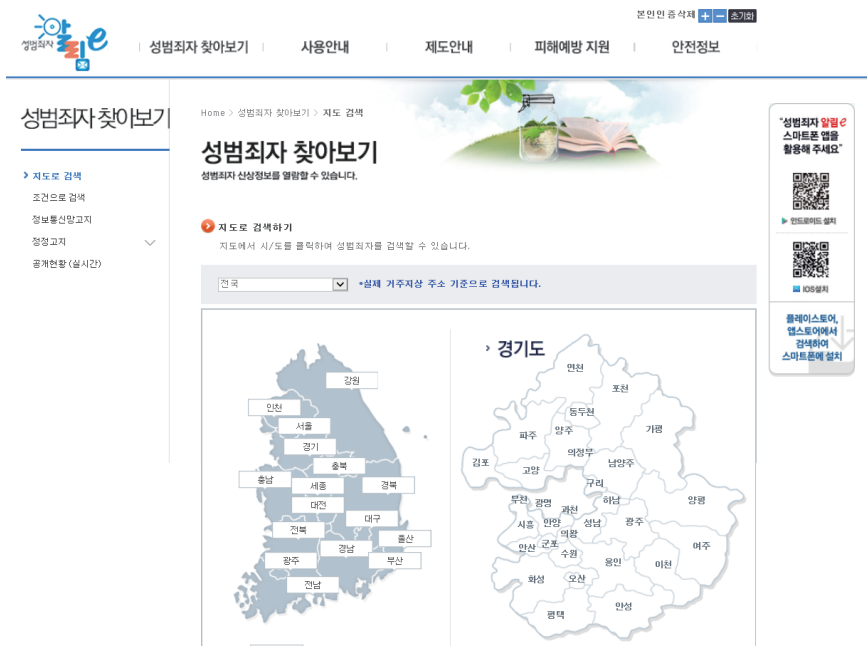 본인인증삭제 + - 초기화
성범죄자 알림e
성범죄자 찾아보기
사용안내
제도안내
피해예방 지원
안전정보
성범죄자 찾아보기
지도로 검색
조건으로 검색
정보통신망고지
정정고지
공개현황(실시간)
Home > 성범죄자 찾아보기 > 지도 검색
성범죄자 찾아보기
성범죄자 신상정보를 열람할 수 있습니다.
지도로 검색하기
지도에서 시/도를 클릭하여 성범죄자를 검색할 수 있습니다.
전국
*실제 거주지상 주소 기준으로 검색됩니다.
강원
인천
서울
경기
충북
충남
세종
경북
대전
대구
전북
울산
경남
광주
부산
전남
경기도
연천
포천
동두천
파주
양주
가평
의정부
김포
고양
남양주
구리
부천
광명
하남
양평
과천
시흥
안양
성남
광주
의왕
안산
군포
수원
여주
용인
이천
화성
오산
안성
평택
"성범죄자 알림e
스마트폰 앱을
활용해 주세요"
안드로이드 설치
IOS설치
플레이스토어,
앱스토어에서
검색하여
스마트폰에 설치